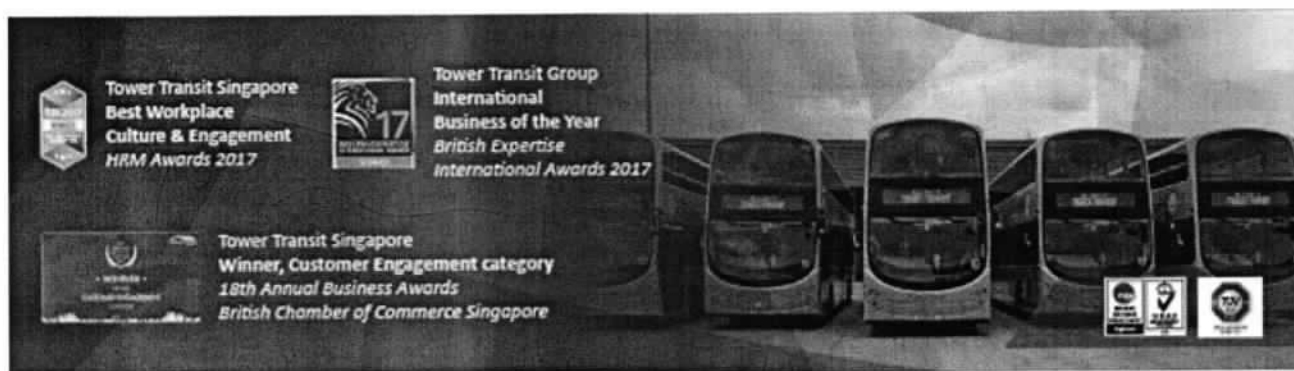 Tower Transit Singapore
Best Workplace
Culture & Engagement
HRM Awards 2017
17
Tower Transit Group
International
Business of the Year
British Expertise
International Awards 2017
Tower Transit Singapore
Winner, Customer Engagement category
18th Annual Business Awards
British Chamber of Commerce Singapore